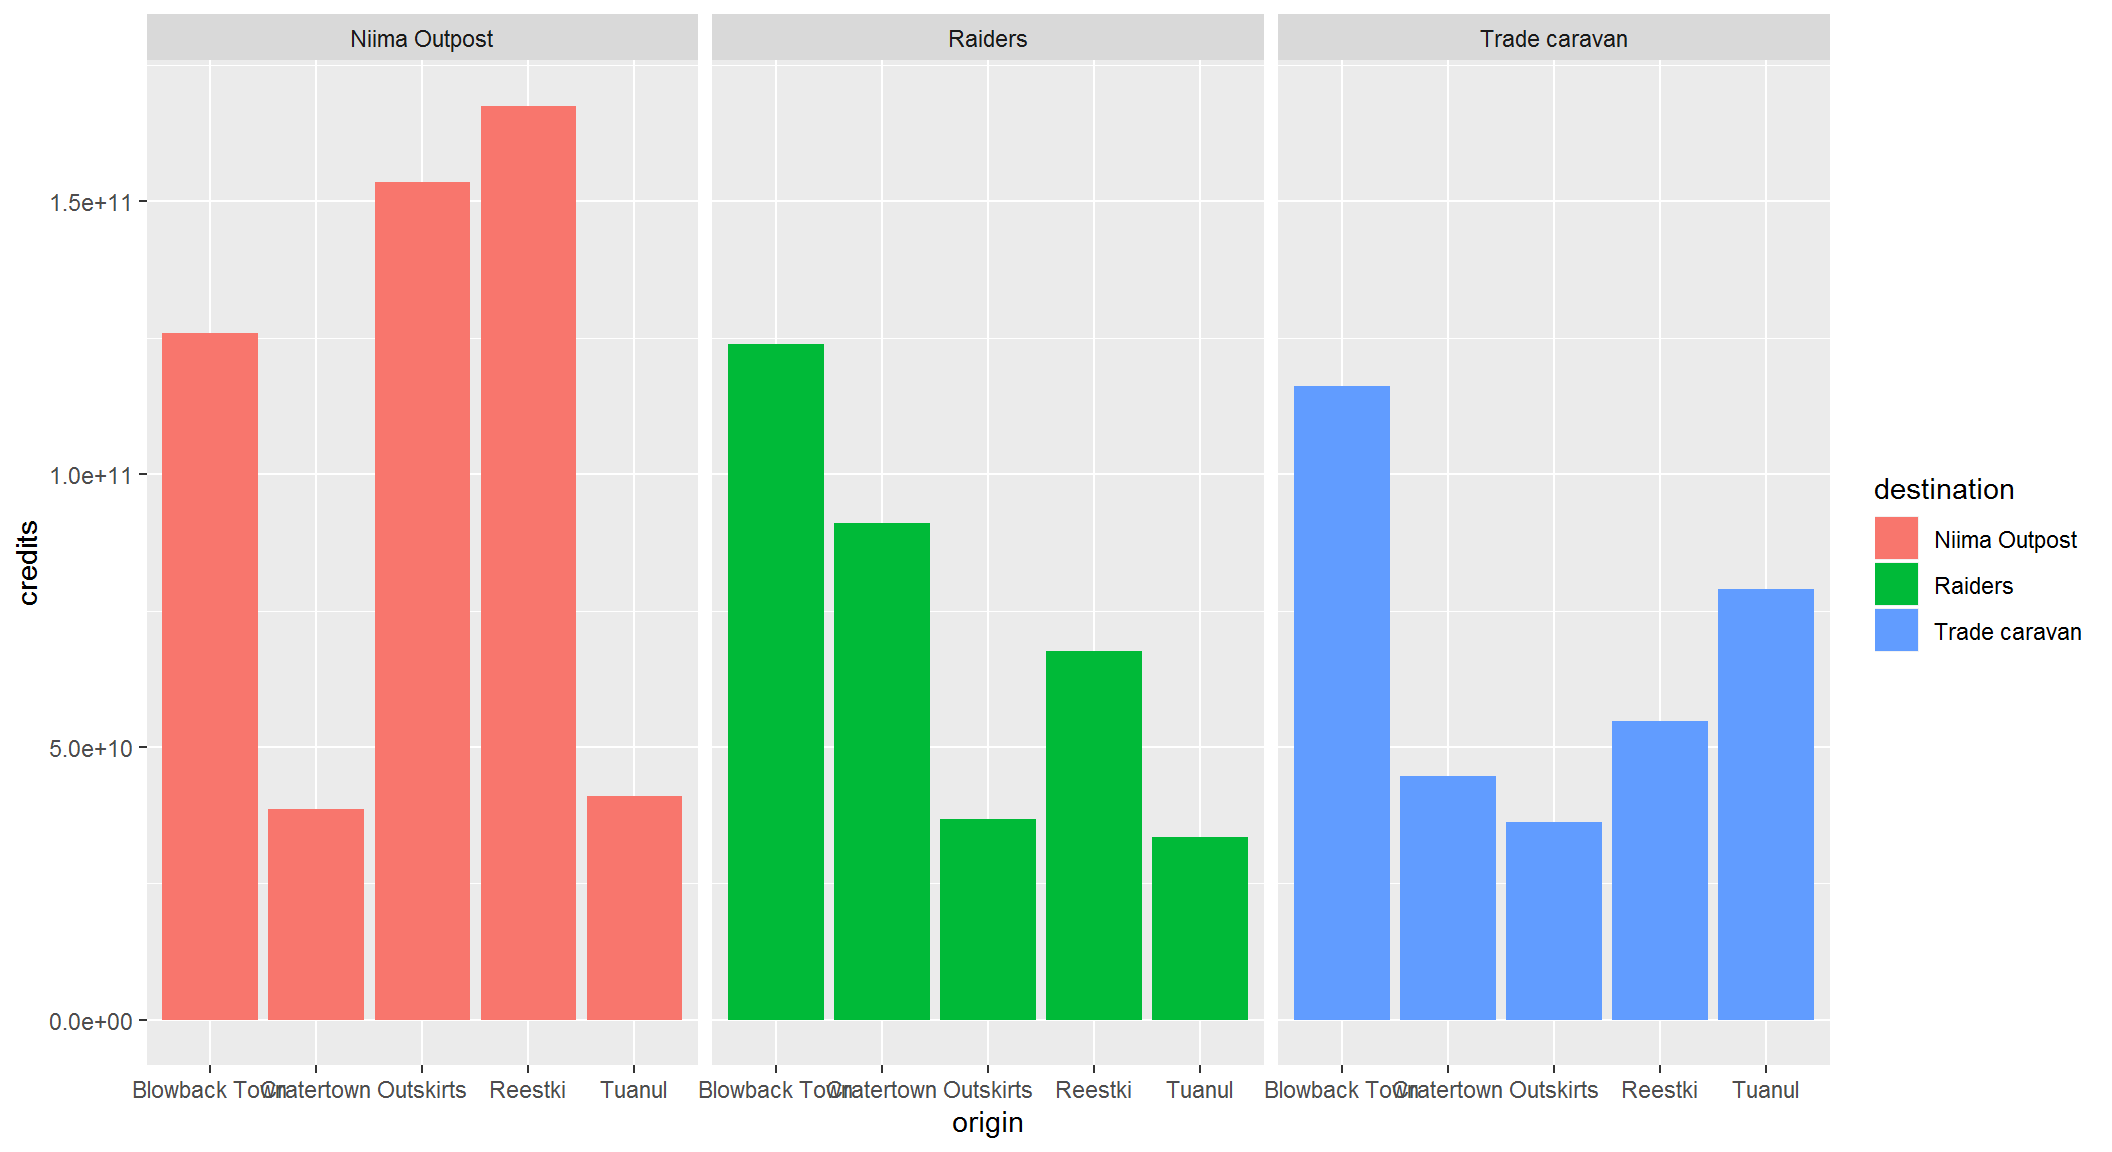 Niima Outpost Raiders Trade caravan
1.5e+11
1.0e+11
5.0e+10
0.0e+00
credits
Blowback Town Cratertown Outskirts Reestki Tuanul Blowback Town Cratertown Outskirts Reestki Tuanul Blowback Town Cratertown Outskirts Reestki Tuanul
origin
destination
Niima Outpost
Raiders
Trade caravan